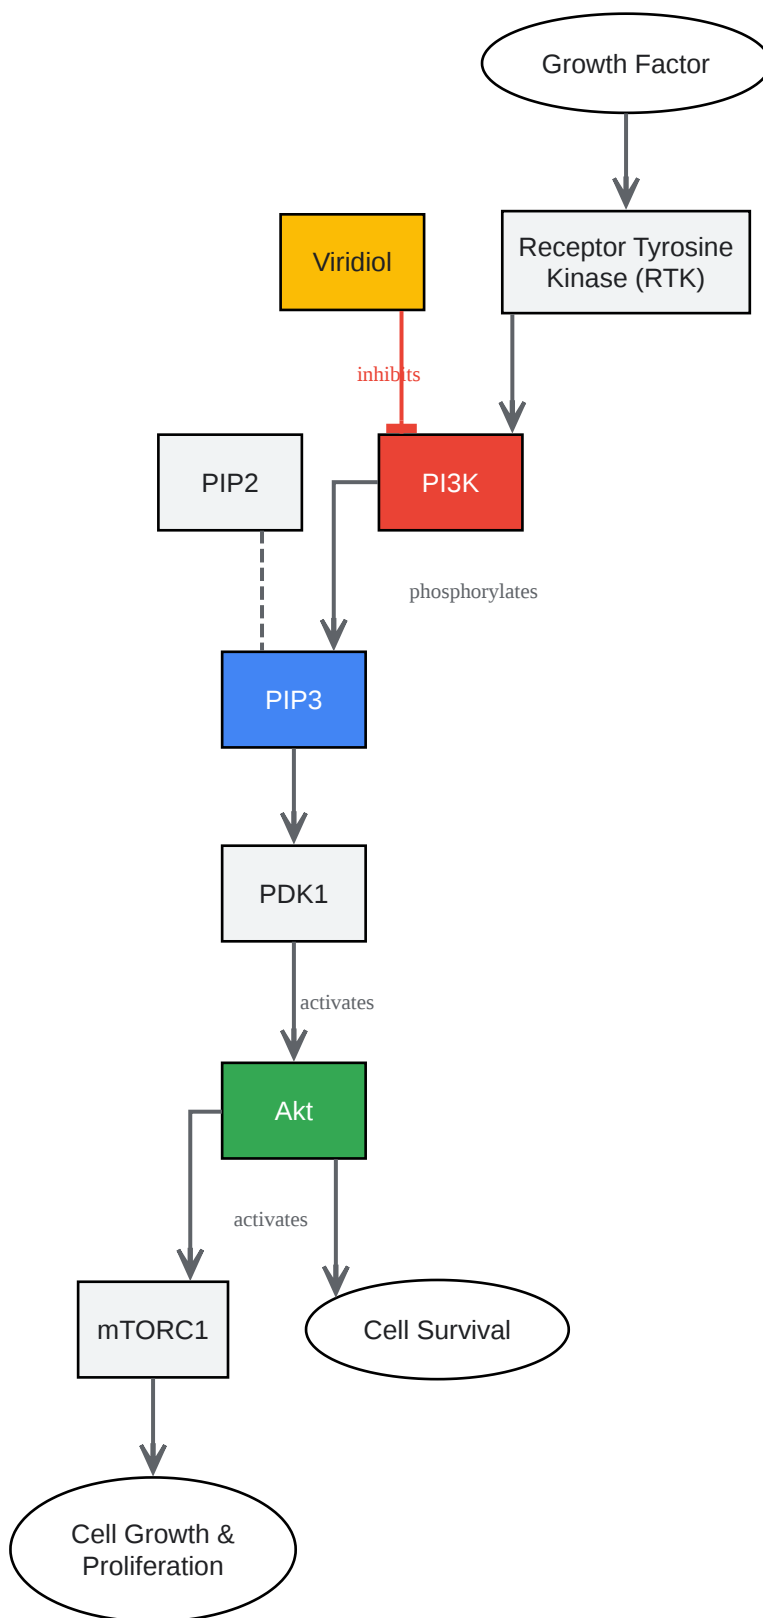 Growth Factor
Viridiol
Receptor Tyrosine
Kinase (RTK)
inhibits
PIP2
PI3K
phosphorylates
PIP3
PDK1
activates
Akt
activates
mTORC1
Cell Survival
Cell Growth &
Proliferation